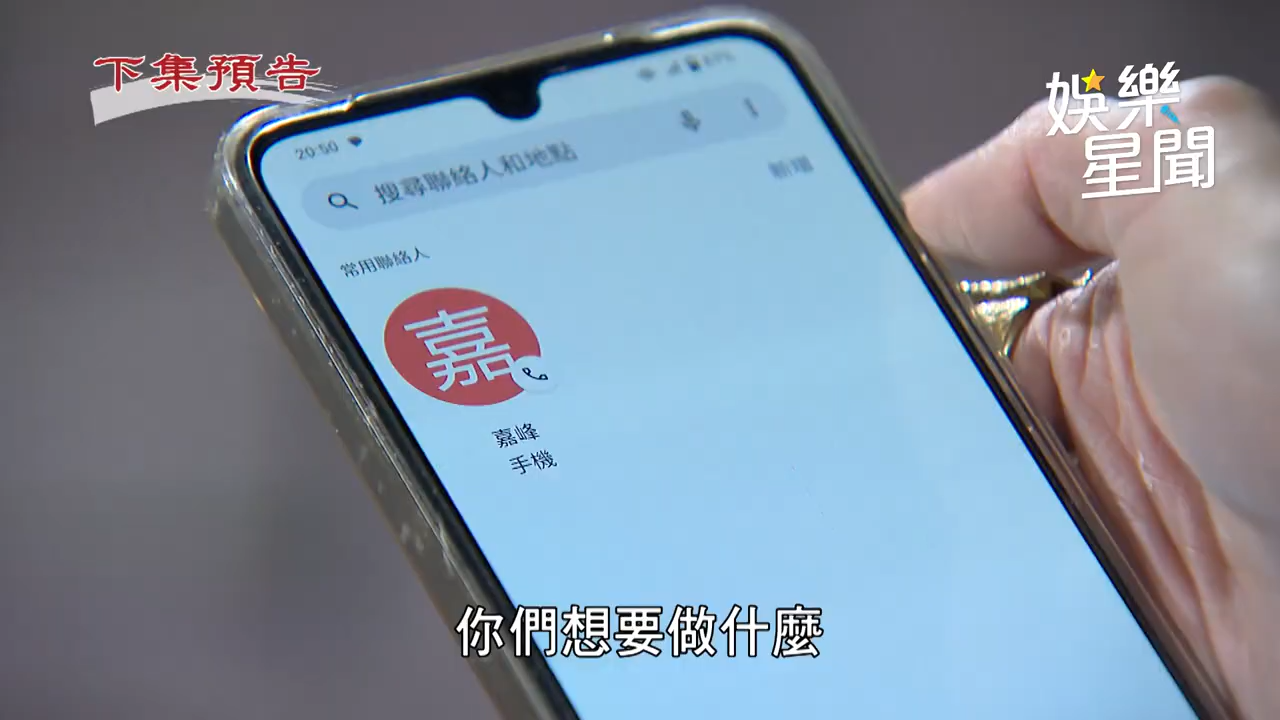 下集預告
娛樂
星聞
20:50
搜尋聯絡人和地點
新增
常用聯絡人
嘉
嘉峰
手機
你們想要做什麼